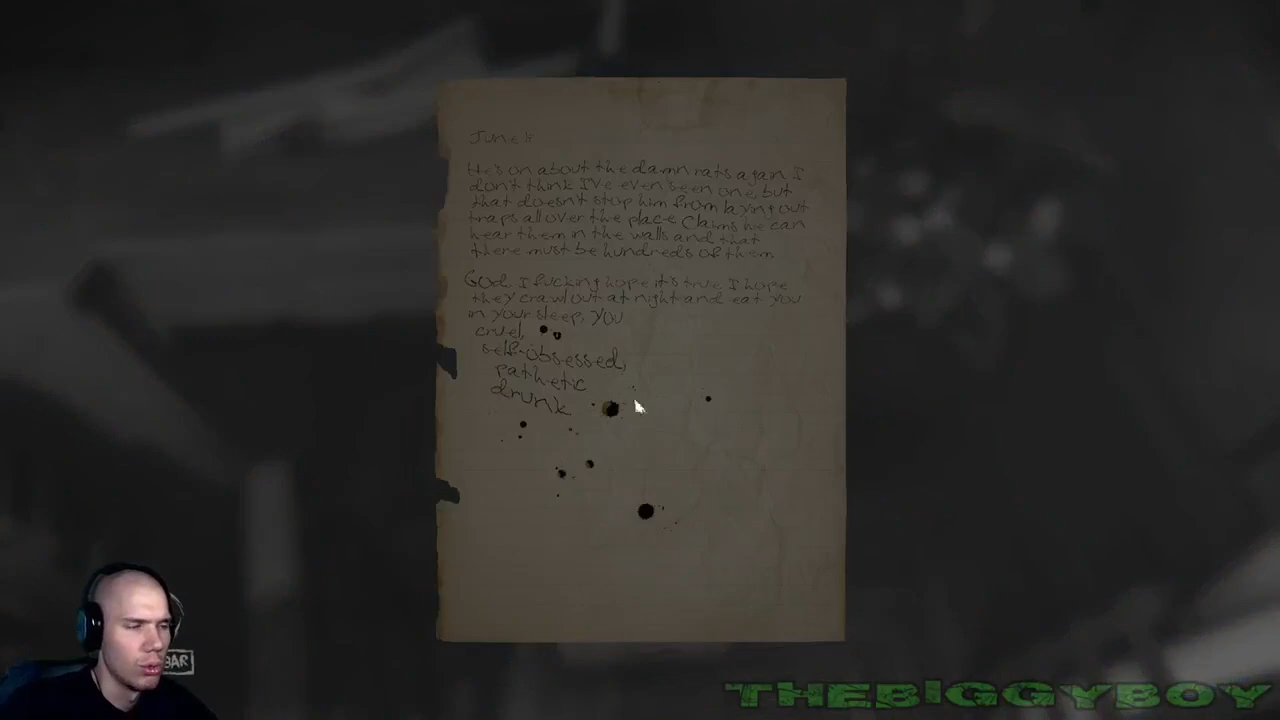 June 8
He's on about the damn rats again I
don't think I've even seen one, but
that doesn't stop him from laying out
traps all over the place Claims he can
hear them in the walls and that
there must be hundreds of them
God I fucking hope it's true. I hope
they crawl out at night and eat you
in your sleep, you
cruel,
self-obsessed,
pathetic
drunk
BAR
THEBIGGYBOY